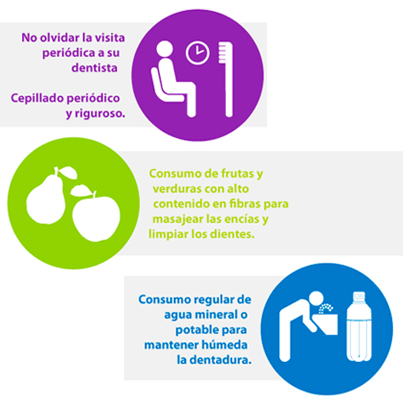 No olvidar la visita
periódica a su
dentista
Cepillado periódico
y riguroso.
Consumo de frutas y
verduras con alto
contenido en fibras para
masajear las encías y
limpiar los dientes.
Consumo regular de
agua mineral o
potable para
mantener húmeda
la dentadura.